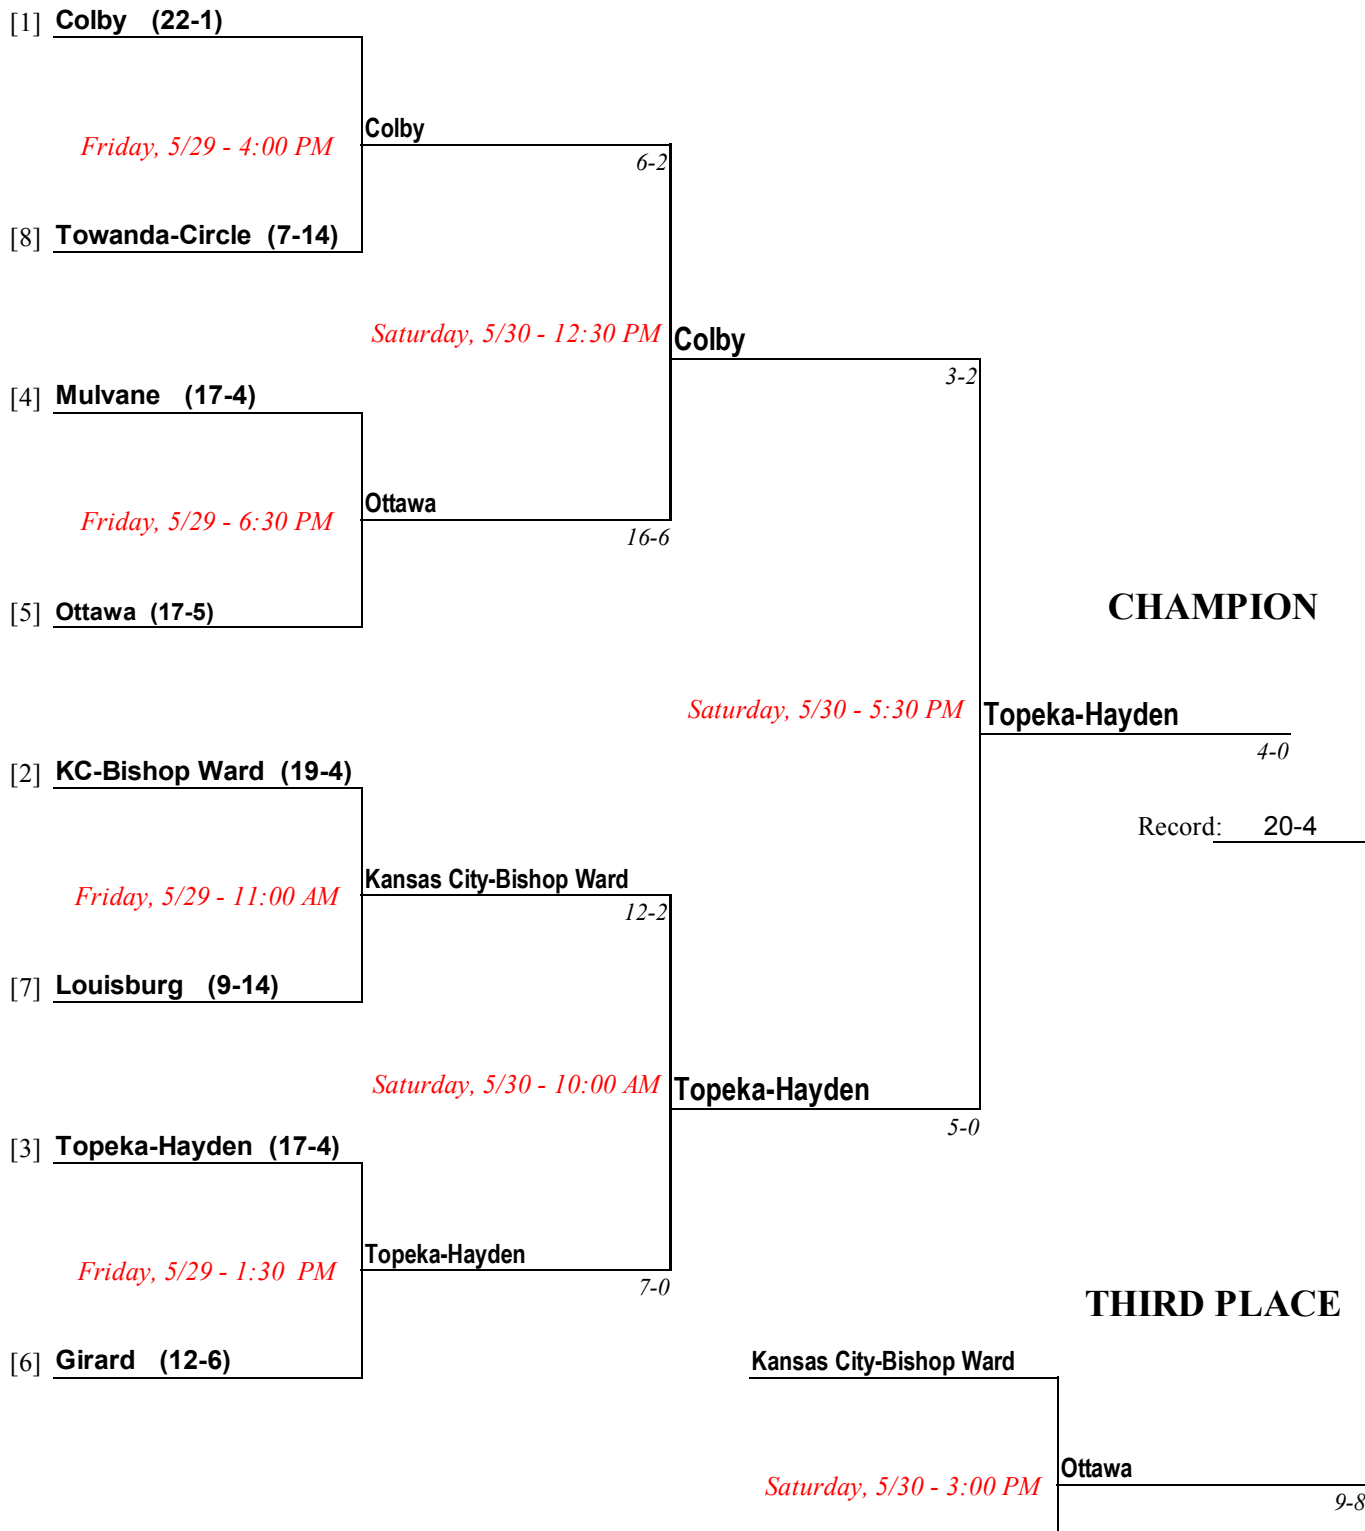 [1] Colby (22-1)
Colby
Friday, 5/29 - 4:00 PM
6-2
[8] Towanda-Circle (7-14)
Saturday, 5/30 - 12:30 PM
Colby
3-2
[4] Mulvane (17-4)
Ottawa
Friday, 5/29 - 6:30 PM
16-6
[5] Ottawa (17-5)
CHAMPION
Saturday, 5/30 - 5:30 PM
Topeka-Hayden
4-0
[2] KC-Bishop Ward (19-4)
Record: 20-4
Kansas City-Bishop Ward
Friday, 5/29 - 11:00 AM
12-2
[7] Louisburg (9-14)
Saturday, 5/30 - 10:00 AM
Topeka-Hayden
5-0
[3] Topeka-Hayden (17-4)
Topeka-Hayden
Friday, 5/29 - 1:30 PM
7-0
THIRD PLACE
[6] Girard (12-6)
Kansas City-Bishop Ward
Ottawa
Saturday, 5/30 - 3:00 PM
9-8